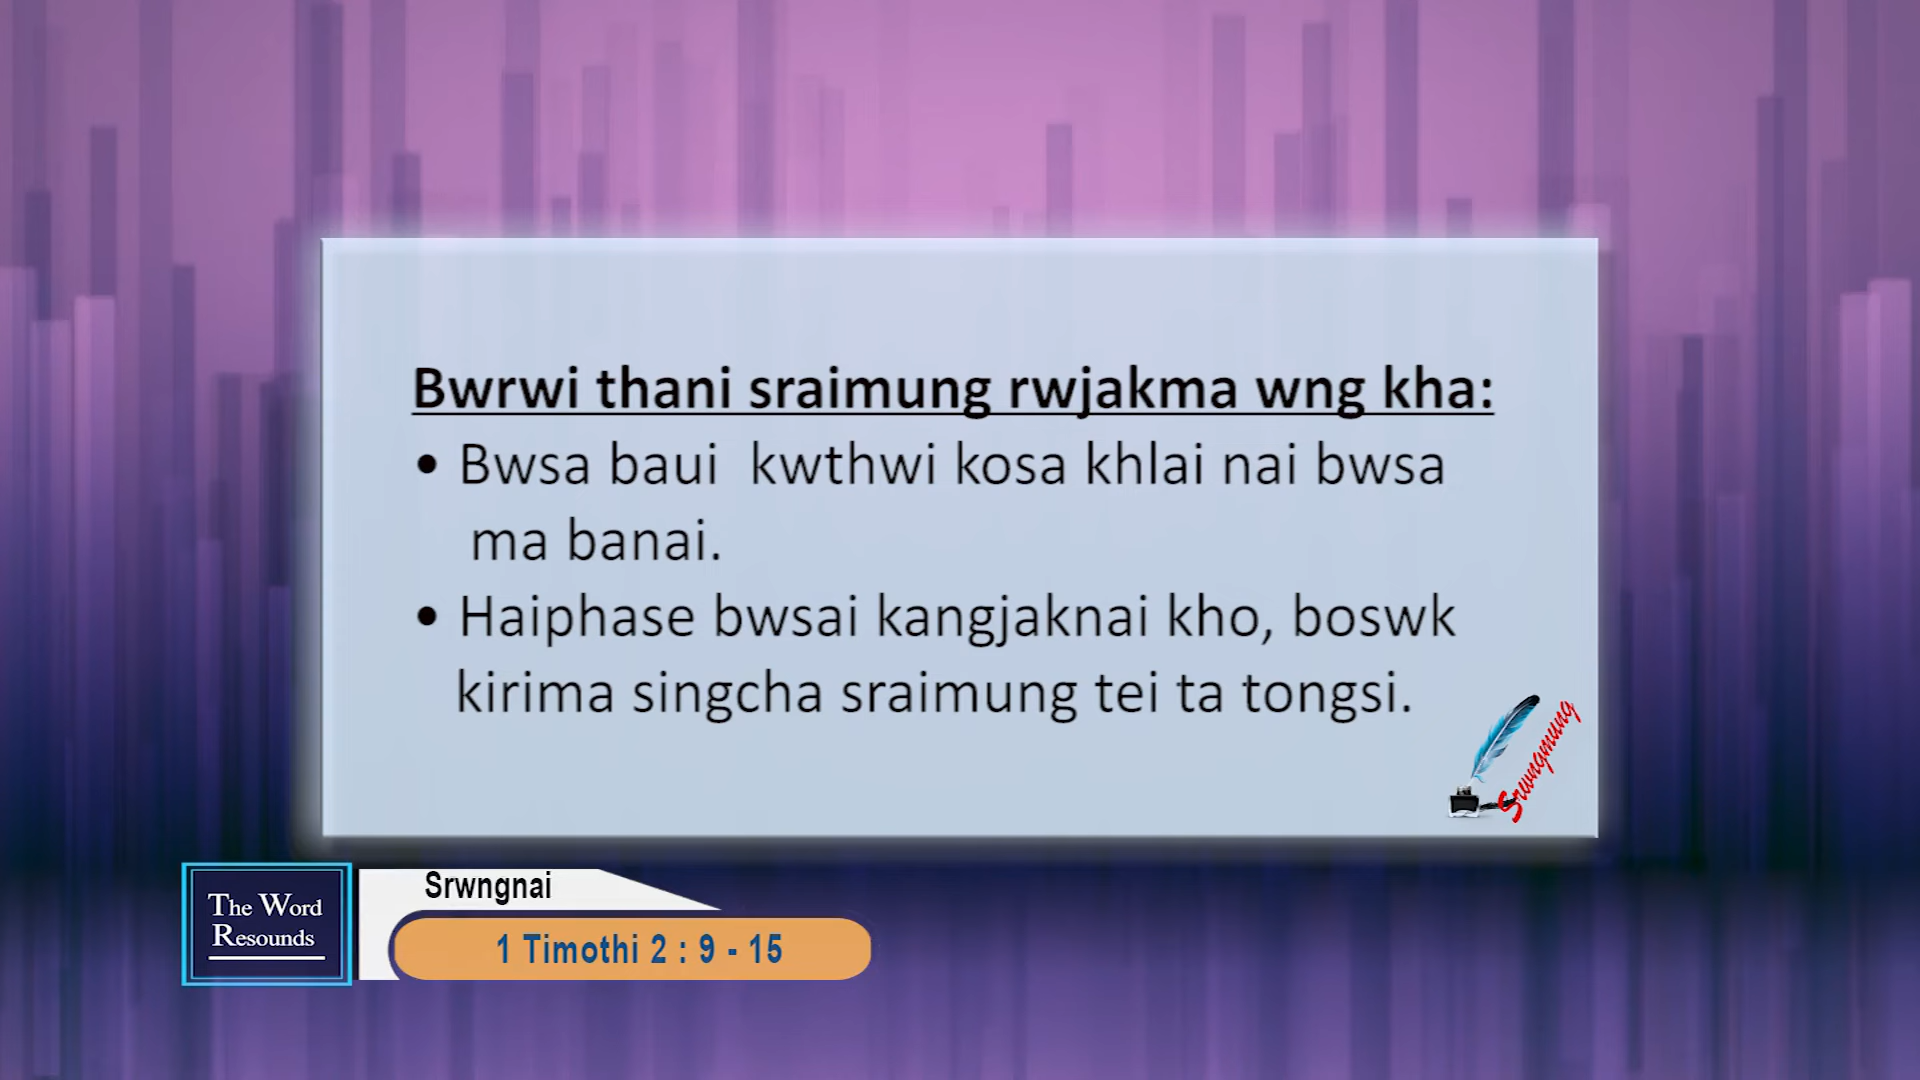 Bwrwi thani sraimung rwjakma wng kha:
• Bwsa baui kwthwi kosa khlai nai bwsa
ma banai.
• Haiphase bwsai kangjaknai kho, boswk
kirima singcha sraimung tei ta tongsi.
Srwngmung
The Word
Resounds
Srwngnai
1 Timothi 2 : 9 - 15